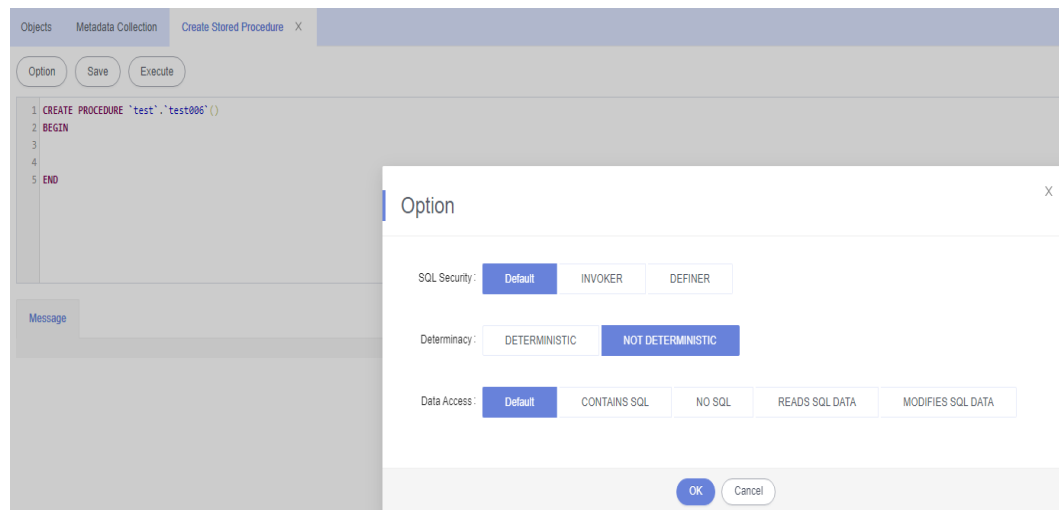 Objects Metadata Collection Create Stored Procedure X
Option Save Execute
1 CREATE PROCEDURE `test`.`test006`()
2 BEGIN
3
4
5 END
Message
Option X
SQL Security : Default INVOKER DEFINER
Determinacy : DETERMINISTIC NOT DETERMINISTIC
Data Access : Default CONTAINS SQL NO SQL READS SQL DATA MODIFIES SQL DATA
OK Cancel